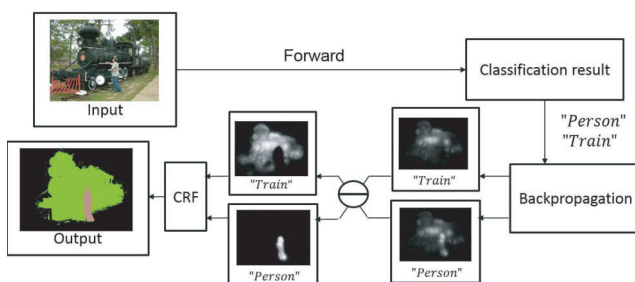 Input
Forward
Classification result
"Person"
"Train"
Backpropagation
"Train"
"Person"
"Train"
"Person"
CRF
Output